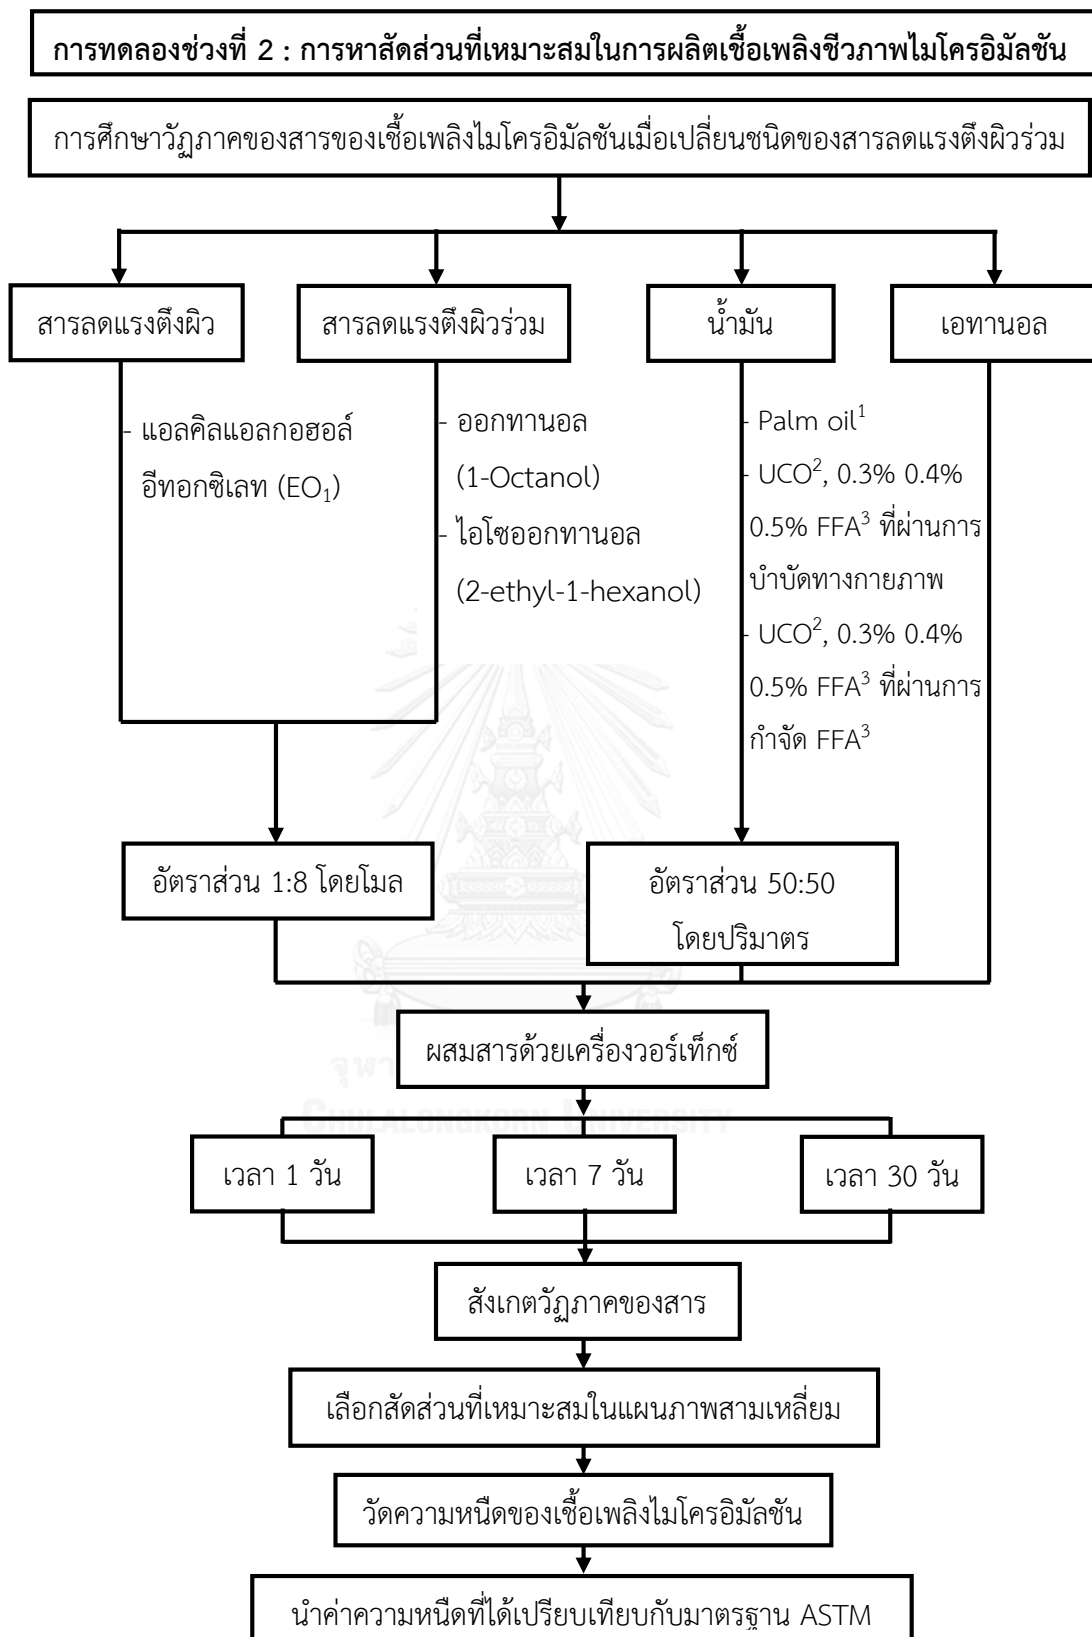 การทดลองช่วงที่ 2 : การหาสัดส่วนที่เหมาะสมในการผลิตเชื้อเพลิงชีวภาพไมโครอิมัลชัน
การศึกษาวัฏภาคของสารของเชื้อเพลิงไมโครอิมัลชันเมื่อเปลี่ยนชนิดของสารลดแรงตึงผิวร่วม
สารลดแรงตึงผิว
สารลดแรงตึงผิวร่วม
น้ำมัน
เอทานอล
- แอลคิลแอลกอฮอล์
อีทอกซิเลท (EO₁)
- ออกทานอล
(1-Octanol)
- ไอโซออกทานอล
(2-ethyl-1-hexanol)
- Palm oil¹
- UCO², 0.3% 0.4%
0.5% FFA³ ที่ผ่านการ
บำบัดทางกายภาพ
- UCO², 0.3% 0.4%
0.5% FFA³ ที่ผ่านการ
กำจัด FFA³
อัตราส่วน 1:8 โดยโมล
อัตราส่วน 50:50
โดยปริมาตร
ผสมสารด้วยเครื่องวอร์เท็กซ์
CHULALONGKORN UNIVERSITY
เวลา 1 วัน
เวลา 7 วัน
เวลา 30 วัน
สังเกตวัฏภาคของสาร
เลือกสัดส่วนที่เหมาะสมในแผนภาพสามเหลี่ยม
วัดความหนืดของเชื้อเพลิงไมโครอิมัลชัน
นำค่าความหนืดที่ได้เปรียบเทียบกับมาตรฐาน ASTM